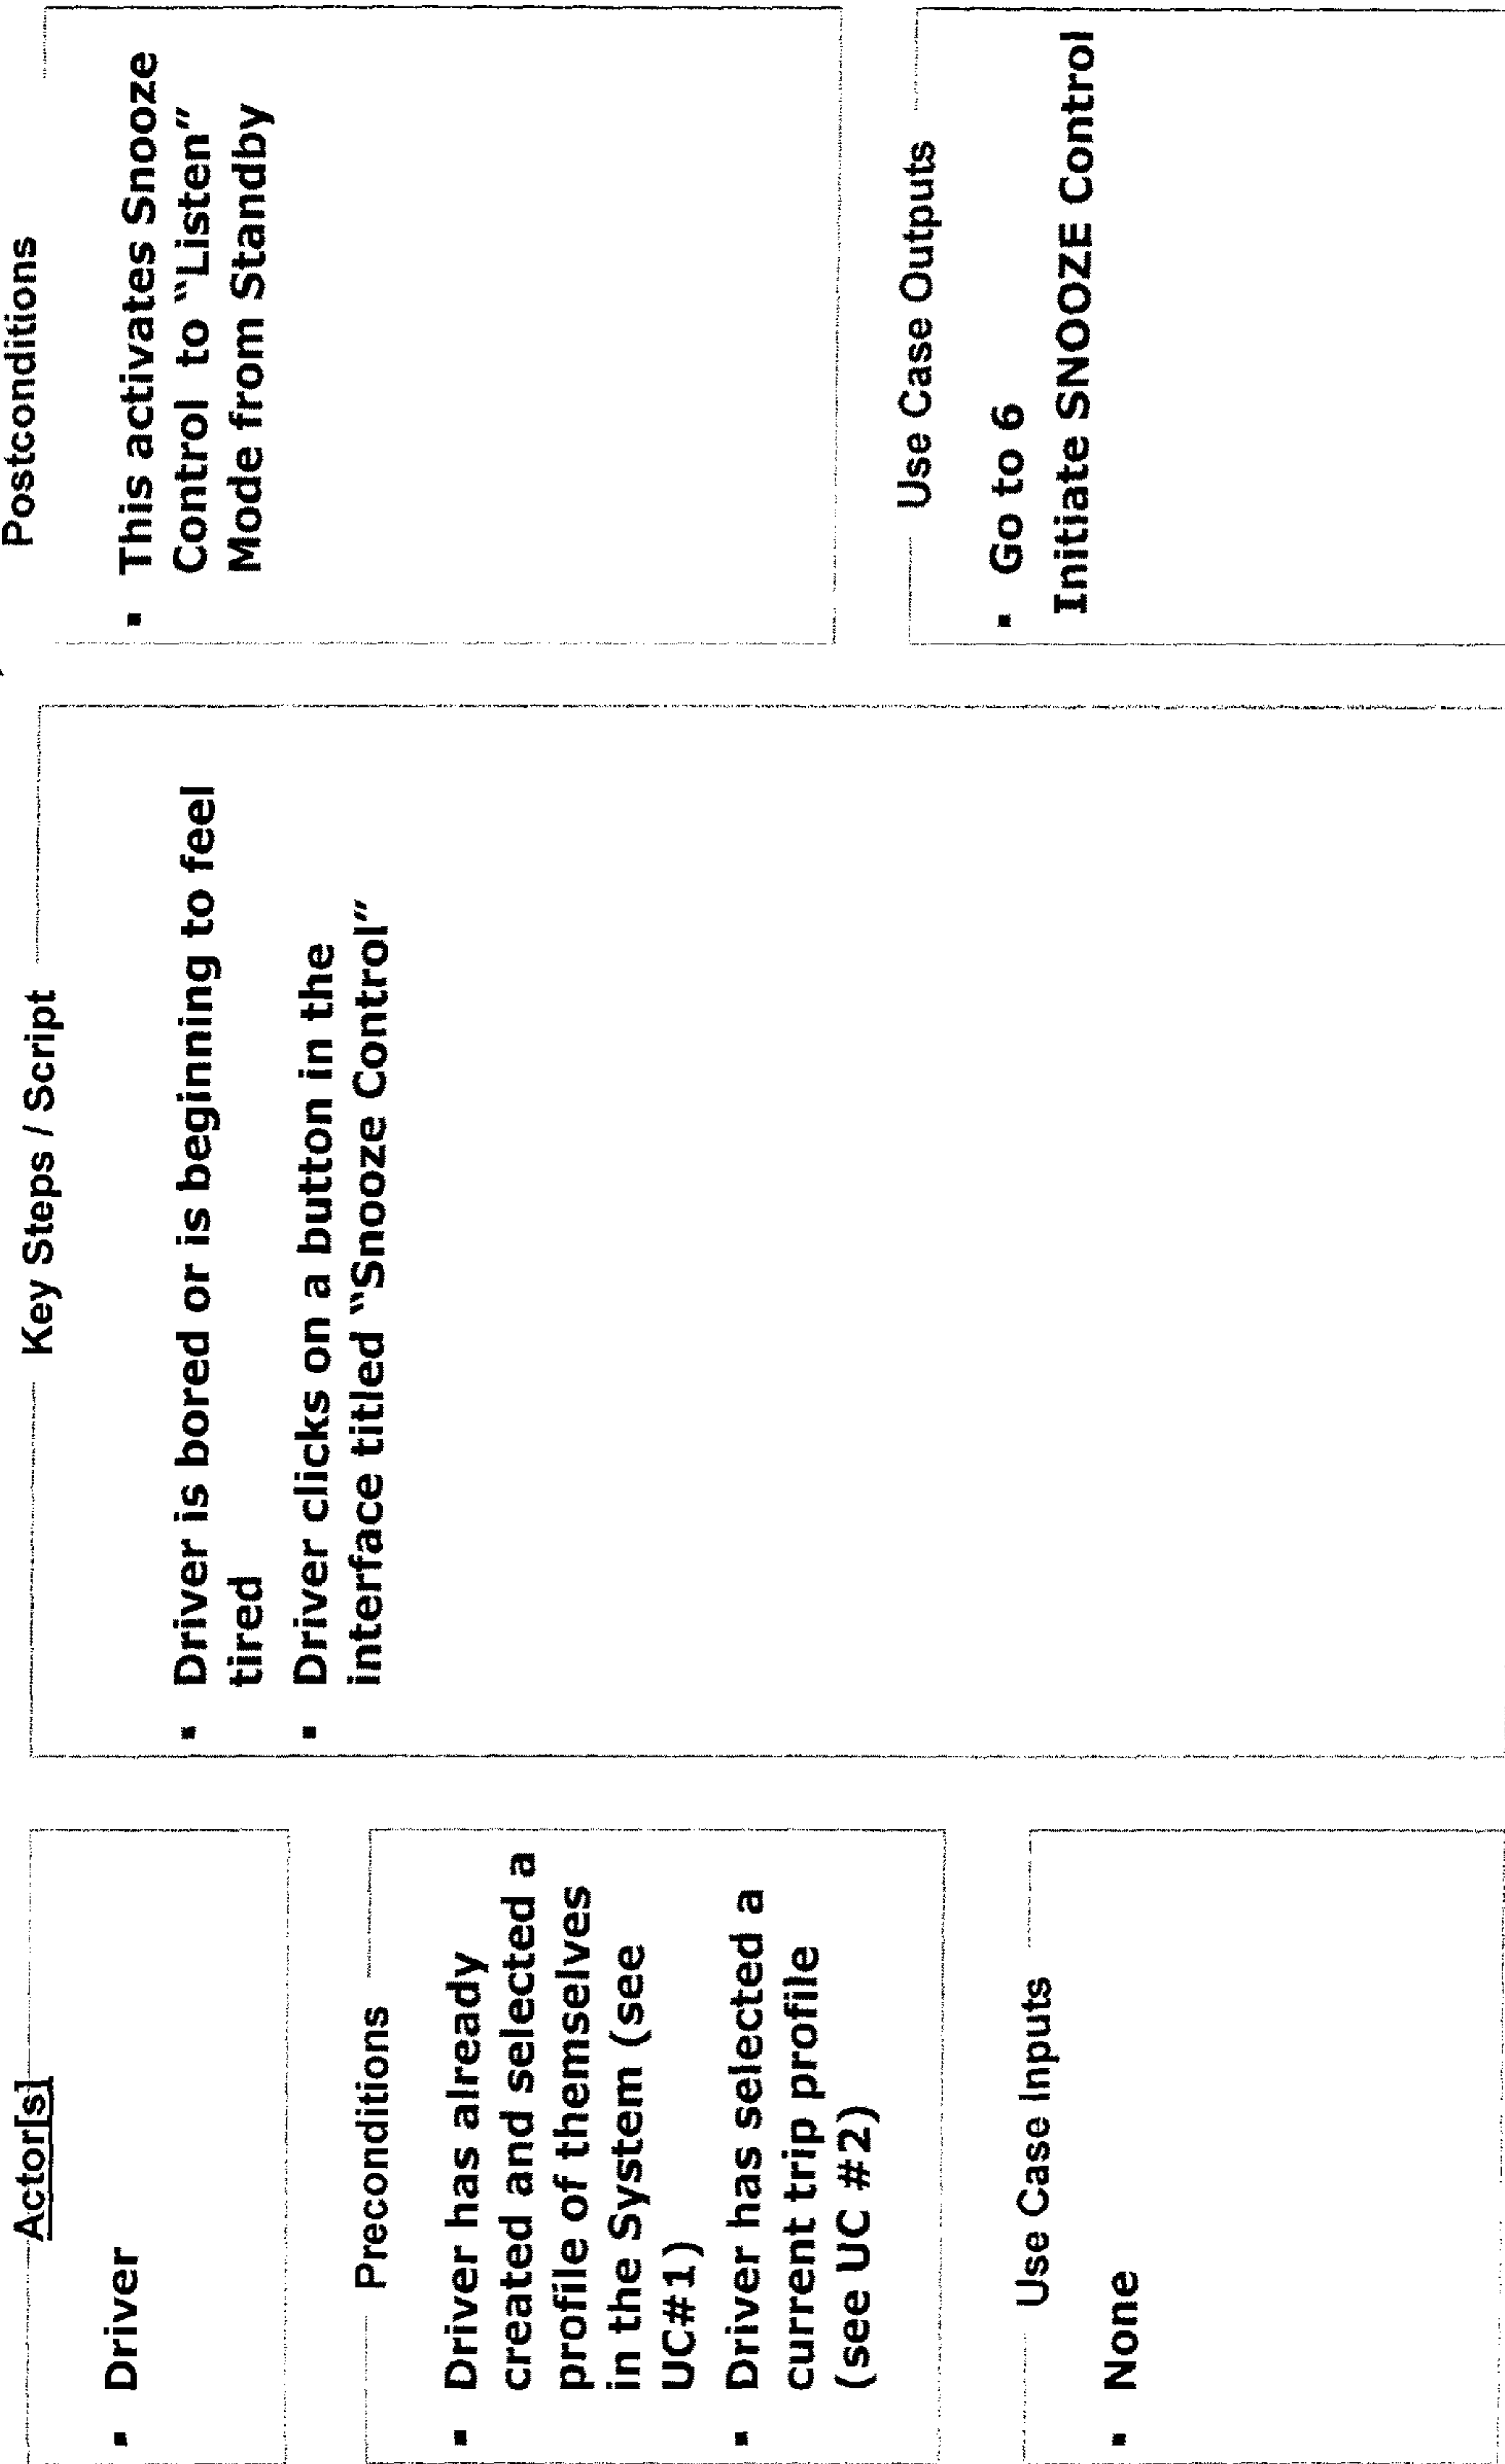 Actor[s]
▪ Driver
Preconditions
▪ Driver has already
created and selected a
profile of themselves
in the System (see
UC#1)
▪ Driver has selected a
current trip profile
(see UC #2)
Use Case Inputs
▪ None
Key Steps / Script
▪ Driver is bored or is beginning to feel
tired
▪ Driver clicks on a button in the
interface titled “Snooze Control”
Postconditions
▪ This activates Snooze
Control to “Listen”
Mode from Standby
Use Case Outputs
▪ Go to 6
Initiate SNOOZE Control